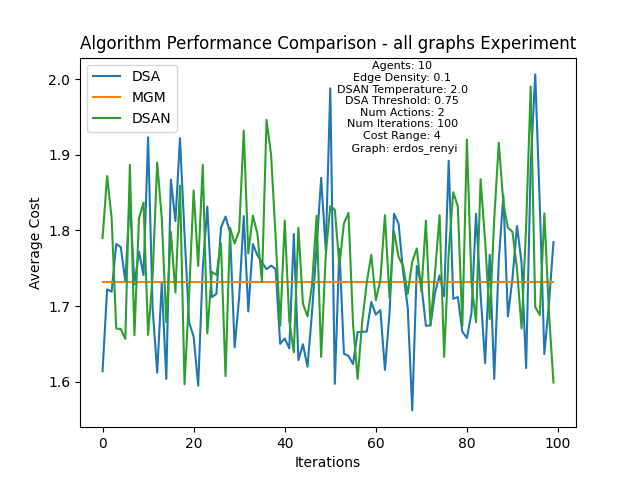 Algorithm Performance Comparison - all graphs Experiment
DSA
MGM
DSAN
Agents: 10
Edge Density: 0.1
DSAN Temperature: 2.0
DSA Threshold: 0.75
Num Actions: 2
Num Iterations: 100
Cost Range: 4
Graph: erdos_renyi
Average Cost
2.0
1.9
1.8
1.7
1.6
0 20 40 60 80 100
Iterations